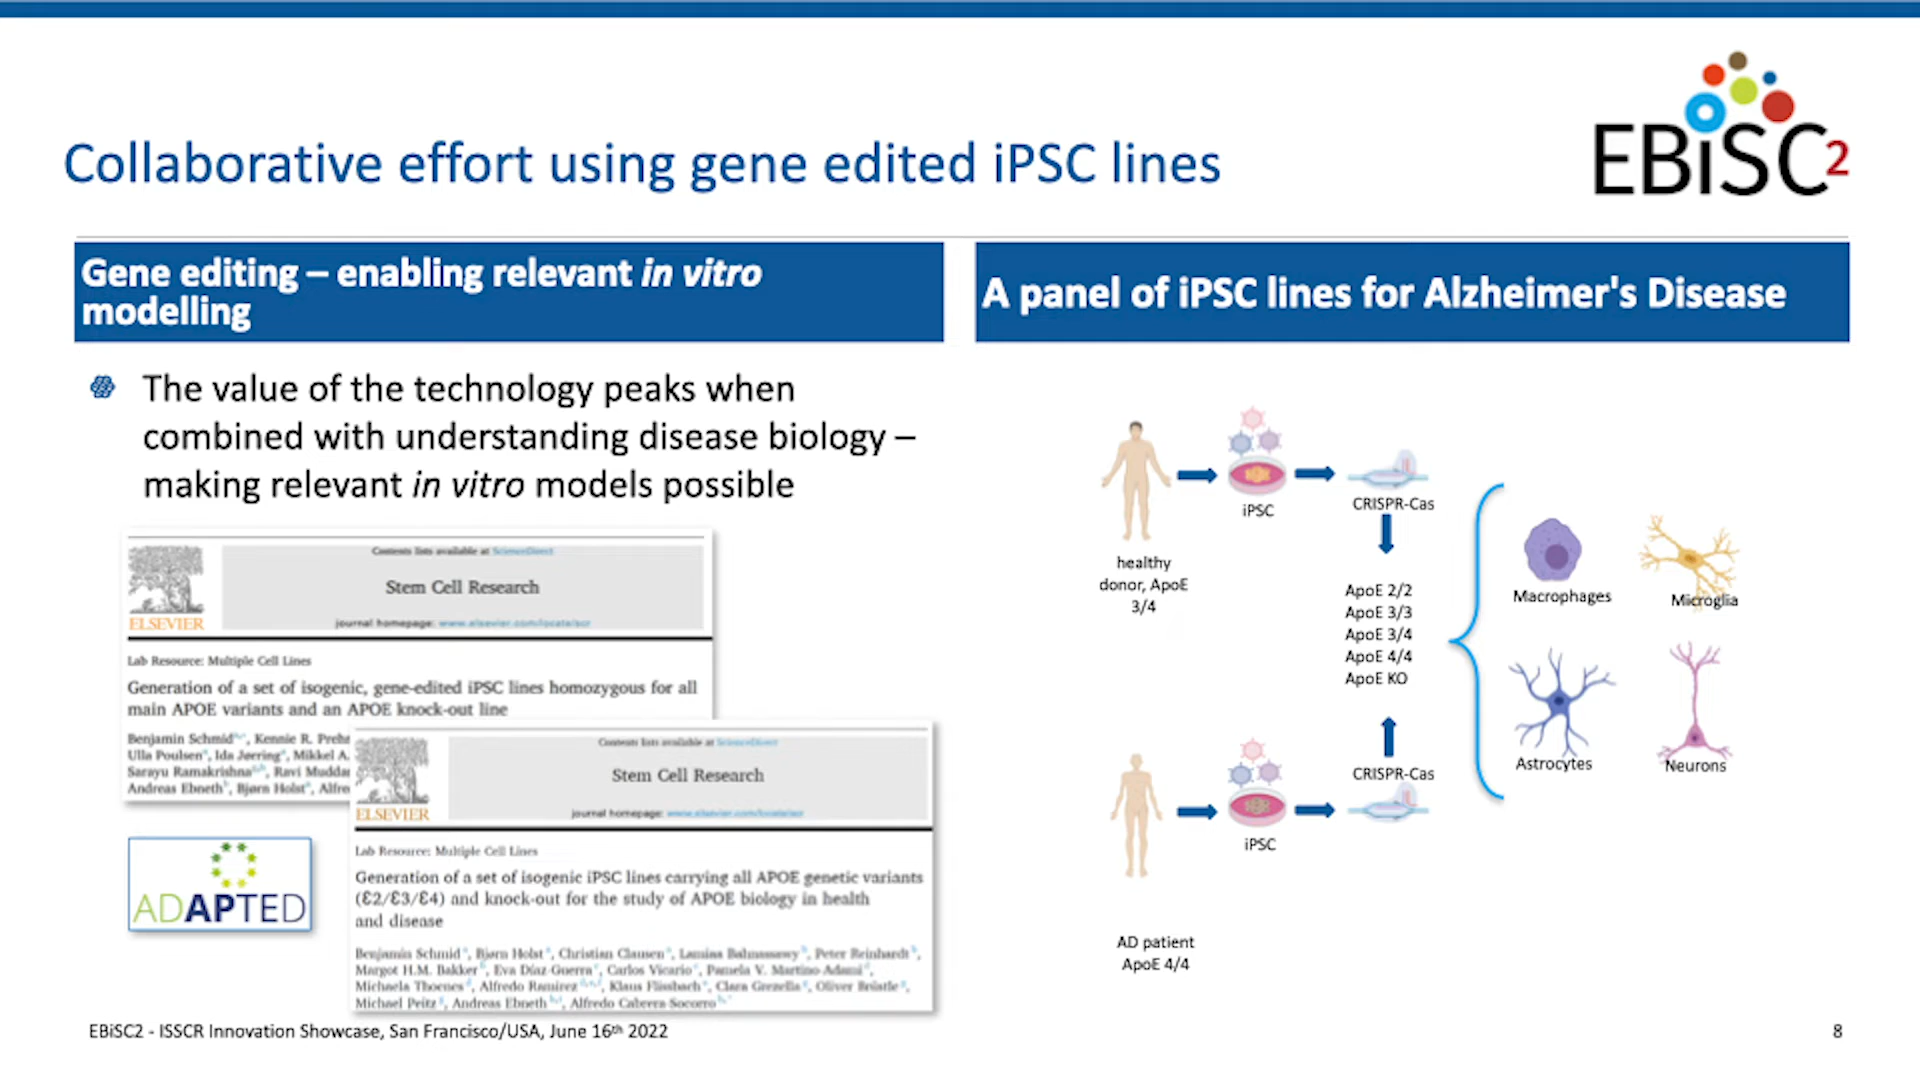 EBiSC2
Collaborative effort using gene edited iPSC lines
Gene editing – enabling relevant in vitro
modelling
The value of the technology peaks when
combined with understanding disease biology –
making relevant in vitro models possible
Contents lists available at ScienceDirect
Stem Cell Research
journal homepage: www.elsevier.com/locate/scr
ELSEVIER
Lab Resource: Multiple Cell Lines
Generation of a set of isogenic, gene-edited iPSC lines homozygous for all
main APOE variants and an APOE knock-out line
Benjamin Schmid, Kennie R. Prehn
Ulla Poulsen, Ida Jørring, Mikkel A.
Sarayu Ramakrishna, Ravi Muddas
Andreas Ebneth, Bjørn Holst, Alfre
Contents lists available at ScienceDirect
Stem Cell Research
journal homepage: www.elsevier.com/locate/scr
ELSEVIER
Lab Resource: Multiple Cell Lines
Generation of a set of isogenic iPSC lines carrying all APOE genetic variants
(Ɛ2/Ɛ3/Ɛ4) and knock-out for the study of APOE biology in health
and disease
Benjamin Schmid, Bjørn Holst, Christian Clausen, Peter Reinhardt,
Margot H.M. Bakker, Eva Díaz-Guerra, Carlos Vicario, Pamela V. Martino-Adami,
Michaela Thoenes, Alfredo Ramirez, Klaus Fliessbach, Clara Grezella, Oliver Brüstle,
Michael Peitz, Andreas Ebneth, Alfredo Cabrera-Socorro
ADAPTED
A panel of iPSC lines for Alzheimer's Disease
healthy
donor, ApoE
3/4
iPSC
CRISPR-Cas
ApoE 2/2
ApoE 3/3
ApoE 3/4
ApoE 4/4
ApoE KO
CRISPR-Cas
iPSC
AD patient
ApoE 4/4
Macrophages
Microglia
Astrocytes
Neurons
EBiSC2 - ISSCR Innovation Showcase, San Francisco/USA, June 16th 2022
8